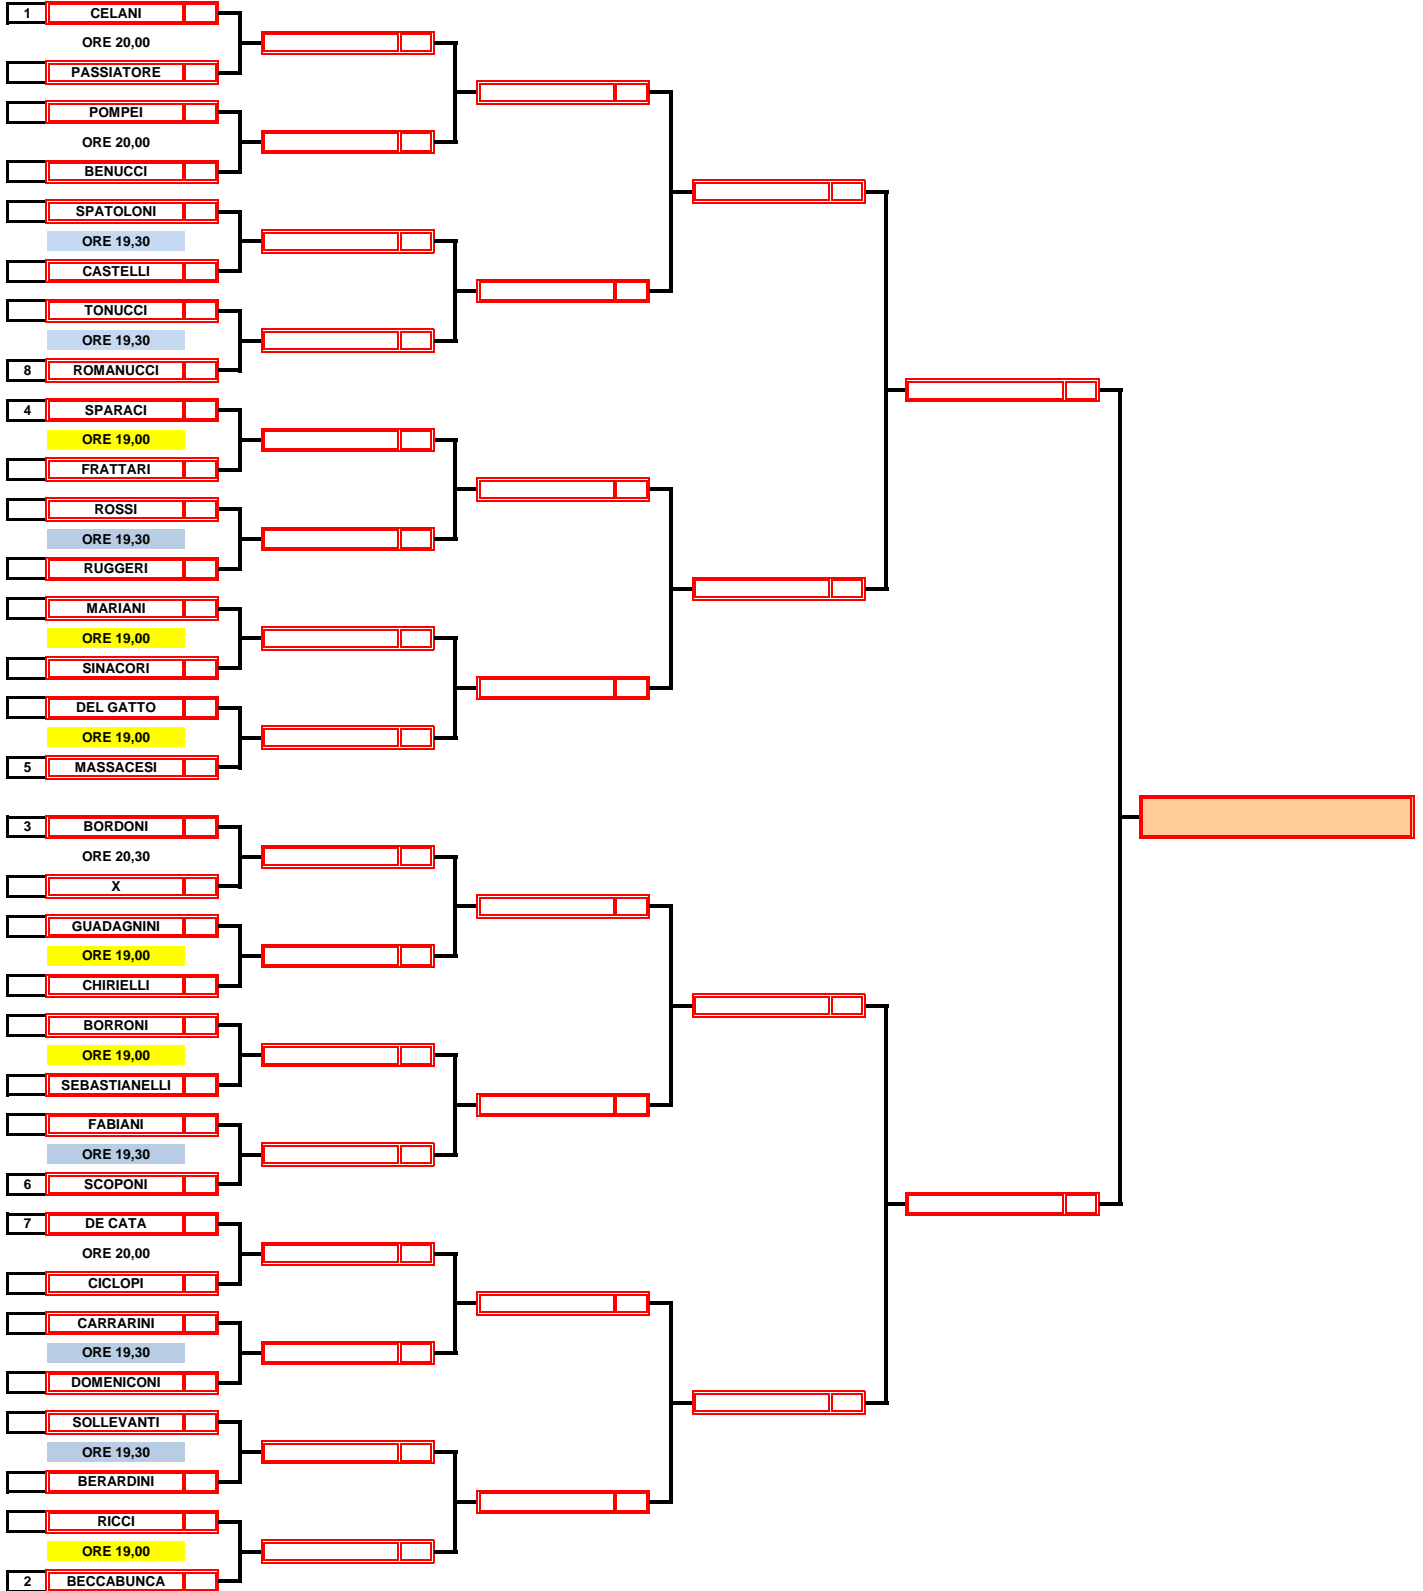 1 CELANI
ORE 20,00
PASSIATORE
POMPEI
ORE 20,00
BENUCCI
SPATOLONI
ORE 19,30
CASTELLI
TONUCCI
ORE 19,30
8 ROMANUCCI
4 SPARACI
ORE 19,00
FRATTARI
ROSSI
ORE 19,30
RUGGERI
MARIANI
ORE 19,00
SINACORI
DEL GATTO
ORE 19,00
5 MASSACESI
3 BORDONI
ORE 20,30
X
GUADAGNINI
ORE 19,00
CHIRIELLI
BORRONI
ORE 19,00
SEBASTIANELLI
FABIANI
ORE 19,30
6 SCOPONI
7 DE CATA
ORE 20,00
CICLOPI
CARRARINI
ORE 19,30
DOMENICONI
SOLLEVANTI
ORE 19,30
BERARDINI
RICCI
ORE 19,00
2 BECCABUNCA